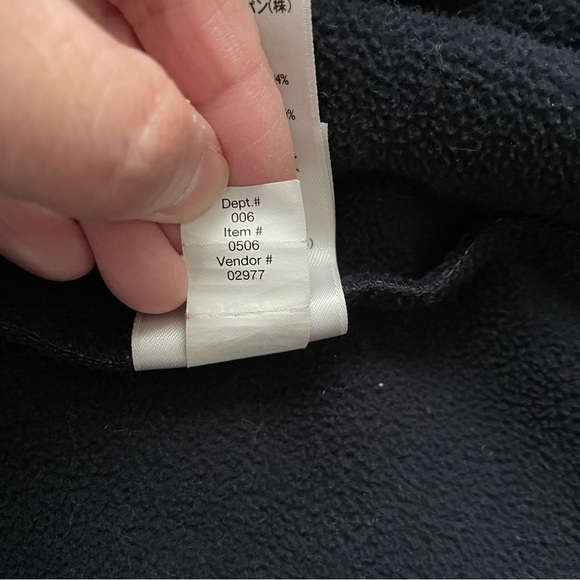 ン(株)
4%
%
Dept.#
006
Item #
0506
Vendor #
02977